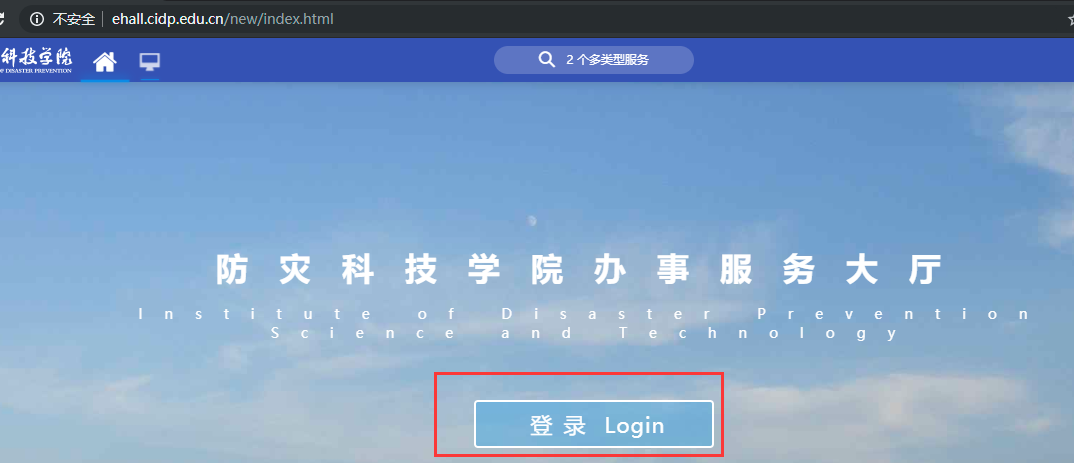 不安全 ehall.cidp.edu.cn/new/index.html
科技学院
OF DISASTER PREVENTION
2 个多类型服务
防灾科技学院办事服务大厅
Institute of Disaster Prevention
Science and Technology
登录 Login